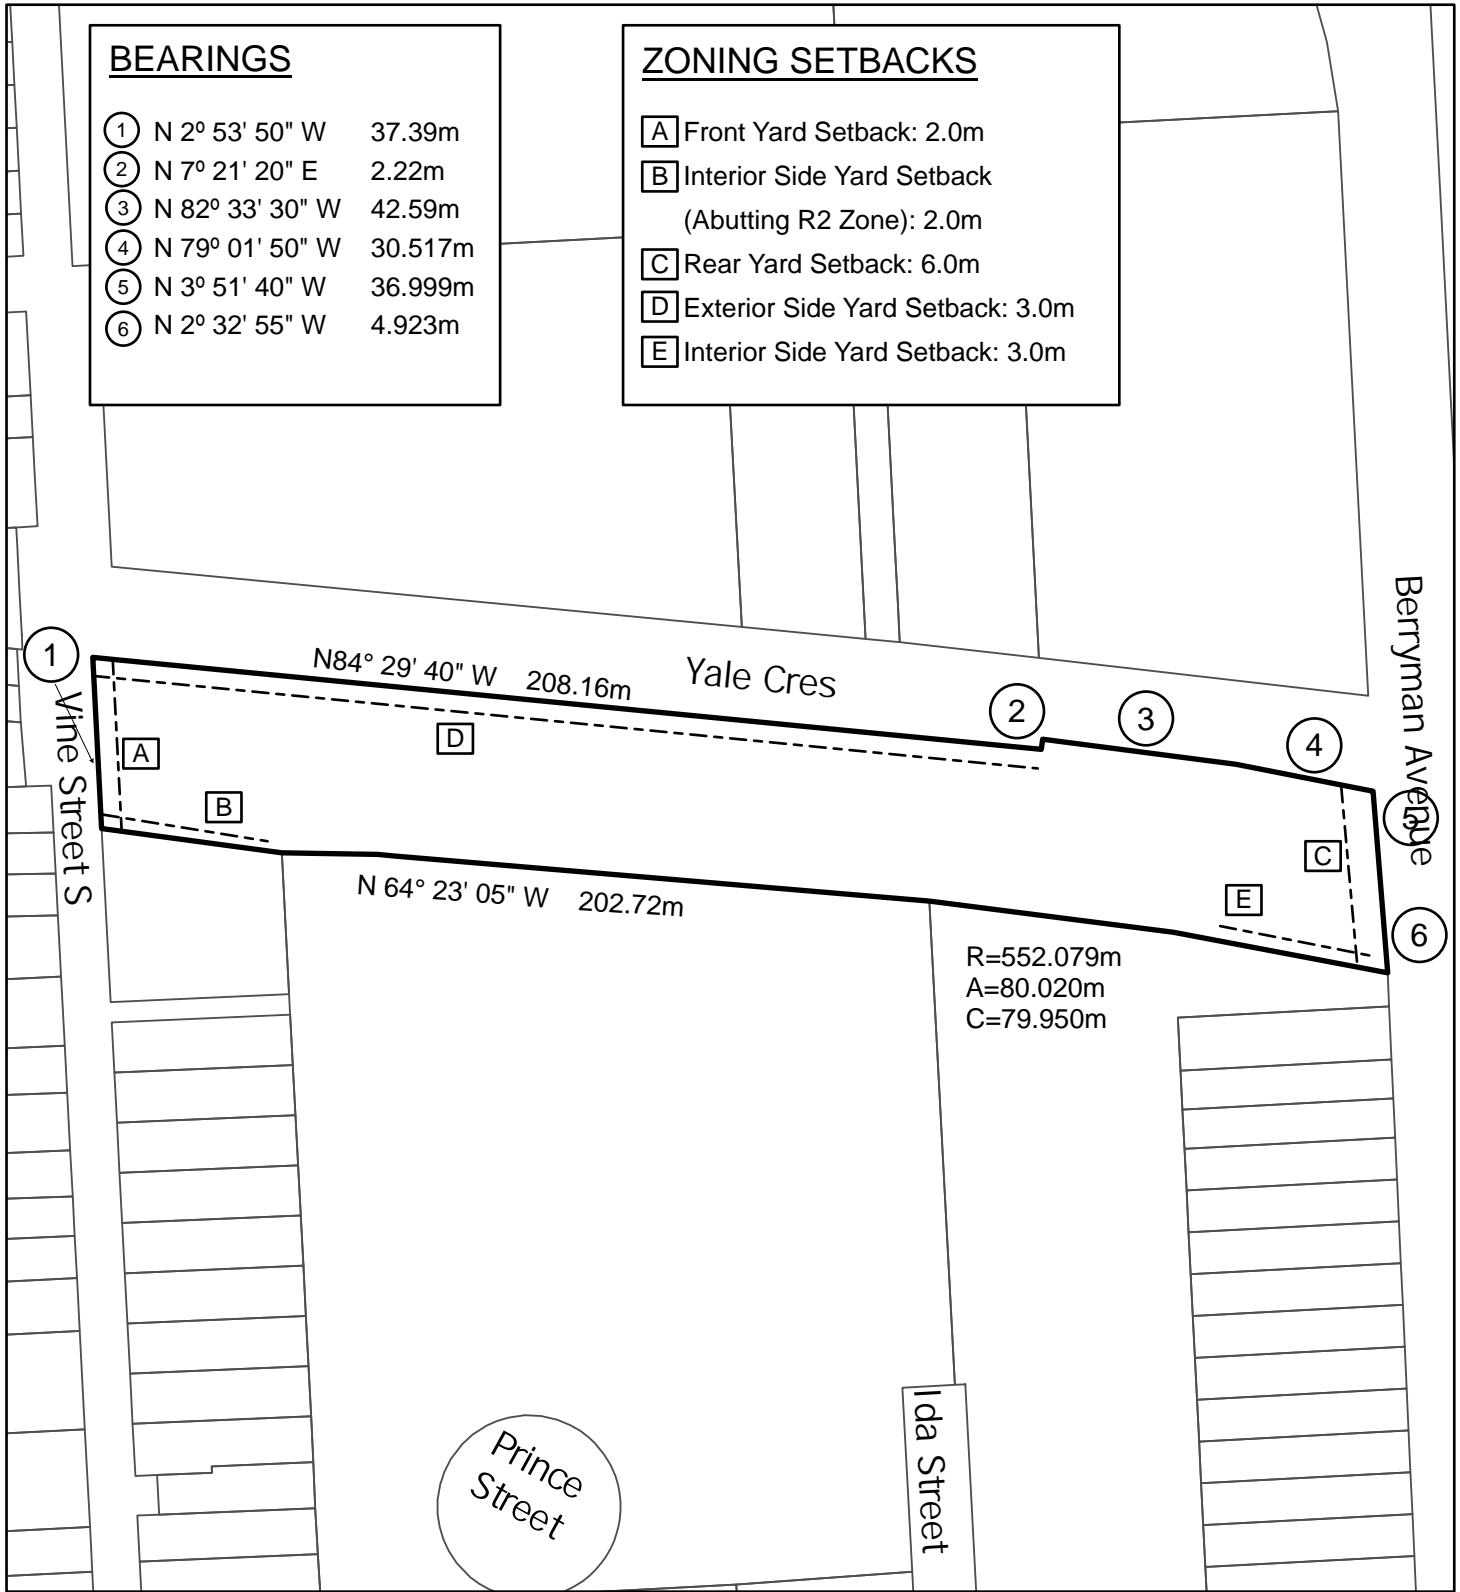 BEARINGS
1 N 2º 53' 50" W 37.39m
2 N 7º 21' 20" E 2.22m
3 N 82º 33' 30" W 42.59m
4 N 79º 01' 50" W 30.517m
5 N 3º 51' 40" W 36.999m
6 N 2º 32' 55" W 4.923m
ZONING SETBACKS
A Front Yard Setback: 2.0m
B Interior Side Yard Setback
(Abutting R2 Zone): 2.0m
C Rear Yard Setback: 6.0m
D Exterior Side Yard Setback: 3.0m
E Interior Side Yard Setback: 3.0m
1
N84° 29' 40" W 208.16m
Yale Cres
2
3
4
Berryman Avenue
5
6
Vine Street S
A
B
D
C
E
N 64° 23' 05" W 202.72m
R=552.079m
A=80.020m
C=79.950m
Prince
Street
Ida Street